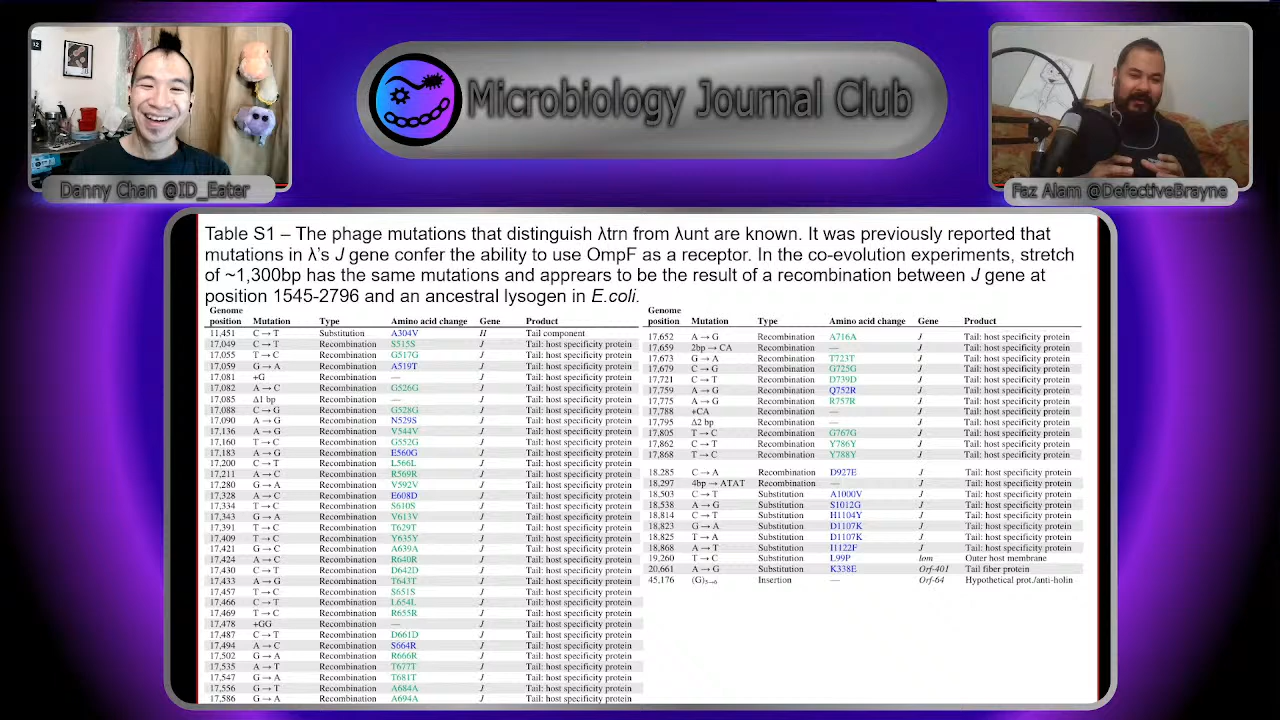 Microbiology Journal Club
Danny Chan @ID_Eater
Faz Alam @DefectiveBrayne
Table S1 – The phage mutations that distinguish λtrn from λunt are known. It was previously reported that
mutations in λ's J gene confer the ability to use OmpF as a receptor. In the co-evolution experiments, stretch
of ~1,300bp has the same mutations and apprears to be the result of a recombination between J gene at
position 1545-2796 and an ancestral lysogen in E.coli.
Genome
position Mutation Type Amino acid change Gene Product
11,451 C → T Substitution A304V H Tail component
17,049 C → T Recombination S515S J Tail: host specificity protein
17,055 T → C Recombination G517G J Tail: host specificity protein
17,059 G → A Recombination A519T J Tail: host specificity protein
17,081 +G Recombination — J Tail: host specificity protein
17,082 A → C Recombination G526G J Tail: host specificity protein
17,085 Δ1 bp Recombination — J Tail: host specificity protein
17,088 C → G Recombination G528G J Tail: host specificity protein
17,090 A → G Recombination N529S J Tail: host specificity protein
17,136 A → G Recombination V544V J Tail: host specificity protein
17,160 T → C Recombination G552G J Tail: host specificity protein
17,183 A → G Recombination E560G J Tail: host specificity protein
17,200 C → T Recombination L566L J Tail: host specificity protein
17,211 A → C Recombination R569R J Tail: host specificity protein
17,280 G → A Recombination V592V J Tail: host specificity protein
17,328 A → C Recombination E608D J Tail: host specificity protein
17,334 T → C Recombination S610S J Tail: host specificity protein
17,343 G → A Recombination V613V J Tail: host specificity protein
17,391 T → C Recombination T629T J Tail: host specificity protein
17,409 T → C Recombination Y635Y J Tail: host specificity protein
17,421 G → C Recombination A639A J Tail: host specificity protein
17,424 A → C Recombination R640R J Tail: host specificity protein
17,430 C → T Recombination D642D J Tail: host specificity protein
17,433 A → G Recombination T643T J Tail: host specificity protein
17,457 T → C Recombination S651S J Tail: host specificity protein
17,466 C → T Recombination L654L J Tail: host specificity protein
17,469 T → C Recombination R655R J Tail: host specificity protein
17,478 +GG Recombination — J Tail: host specificity protein
17,487 C → T Recombination D661D J Tail: host specificity protein
17,494 A → C Recombination S664R J Tail: host specificity protein
17,502 G → A Recombination R666R J Tail: host specificity protein
17,535 A → T Recombination T677T J Tail: host specificity protein
17,547 G → A Recombination T681T J Tail: host specificity protein
17,556 G → T Recombination A684A J Tail: host specificity protein
17,586 G → A Recombination A694A J Tail: host specificity protein
Genome
position Mutation Type Amino acid change Gene Product
17,652 A → G Recombination A716A J Tail: host specificity protein
17,659 2bp → CA Recombination — J Tail: host specificity protein
17,673 G → A Recombination T723T J Tail: host specificity protein
17,679 C → G Recombination G725G J Tail: host specificity protein
17,721 C → T Recombination D739D J Tail: host specificity protein
17,759 A → G Recombination Q752R J Tail: host specificity protein
17,775 A → G Recombination R757R J Tail: host specificity protein
17,788 +CA Recombination — J Tail: host specificity protein
17,795 Δ2 bp Recombination — J Tail: host specificity protein
17,805 T → C Recombination G767G J Tail: host specificity protein
17,862 C → T Recombination Y786Y J Tail: host specificity protein
17,868 T → C Recombination Y788Y J Tail: host specificity protein
18,285 C → A Recombination D927E J Tail: host specificity protein
18,297 4bp → ATAT Recombination — J Tail: host specificity protein
18,503 C → T Substitution A1000V J Tail: host specificity protein
18,538 A → G Substitution S1012G J Tail: host specificity protein
18,814 C → T Substitution H1104Y J Tail: host specificity protein
18,823 G → A Substitution D1107K J Tail: host specificity protein
18,825 T → A Substitution D1107K J Tail: host specificity protein
18,868 A → T Substitution I1122F J Tail: host specificity protein
19,260 T → C Substitution L99P lom Outer host membrane
20,661 A → G Substitution K338E Orf-401 Tail fiber protein
45,176 (G)5→6 Insertion — Orf-64 Hypothetical prot./anti-holin